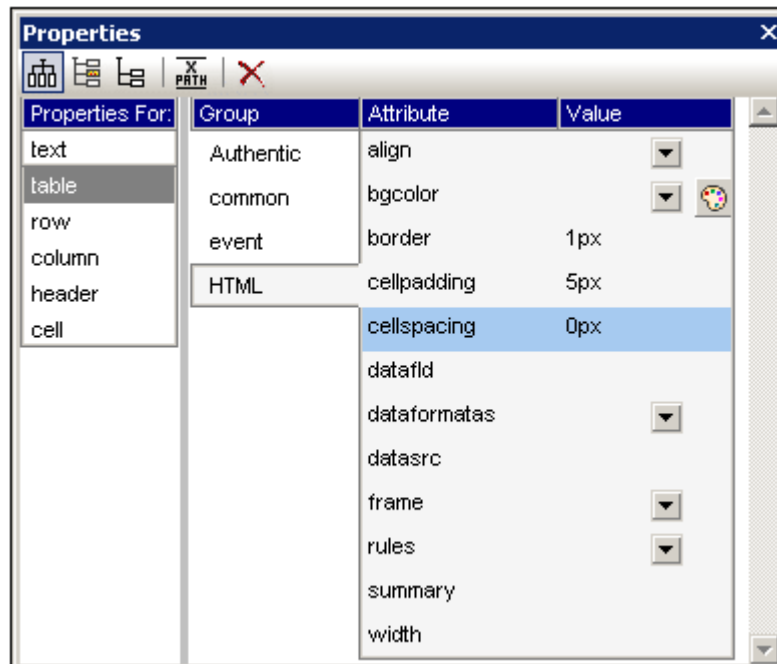 Properties
X
PATH
Properties For:
text
table
row
column
header
cell
Group
Authentic
common
event
HTML
Attribute Value
align
bgcolor
border 1px
cellpadding 5px
cellspacing 0px
datafld
dataformatas
datasrc
frame
rules
summary
width